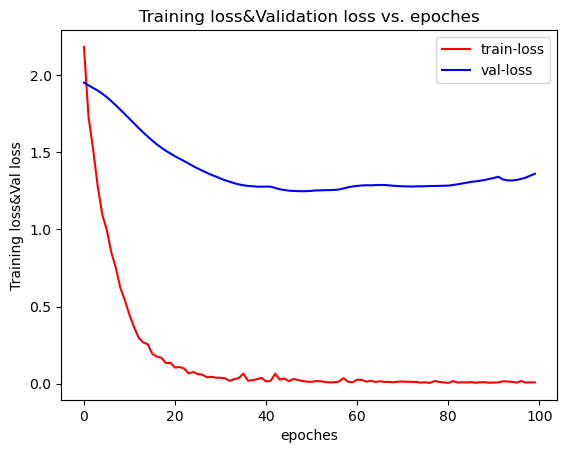 Training loss&Validation loss vs. epoches
train-loss
val-loss
Training loss&Val loss
2.0
1.5
1.0
0.5
0.0
0
20
40
60
80
100
epoches